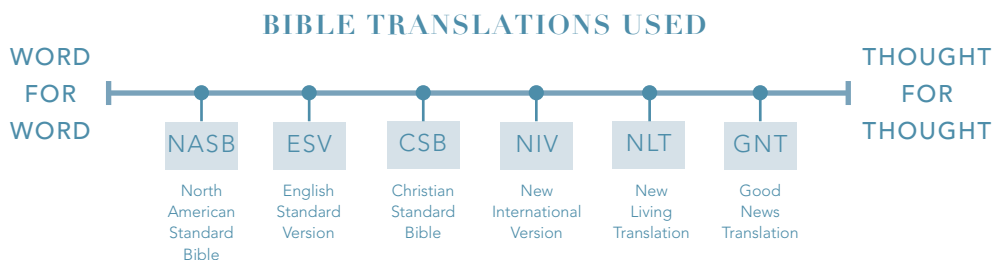 BIBLE TRANSLATIONS USED
WORD
FOR
WORD
THOUGHT
FOR
THOUGHT
NASB
ESV
CSB
NIV
NLT
GNT
North
American
Standard
Bible
English
Standard
Version
Christian
Standard
Bible
New
International
Version
New
Living
Translation
Good
News
Translation